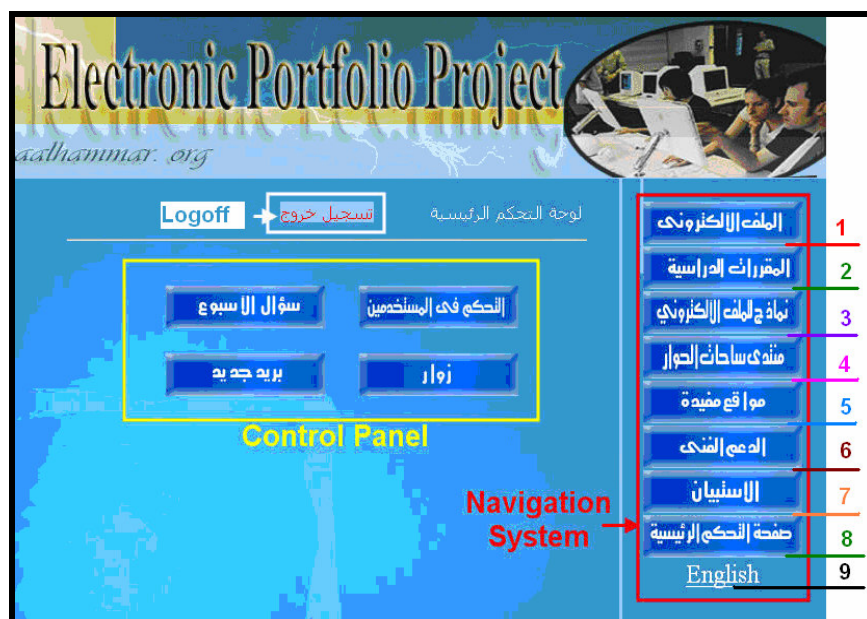 Electronic Portfolio Project
aalhammar. org
لوحة التحكم الرئيسية
تسجيل خروج
Logoff
التحكم فى المستخدمين
سؤال الاسبوع
زوار
بريد جديد
Control Panel
Navigation
System
الملف الالكترونى
1
المقررات الدراسية
2
نماذج للملف الالكتروني
3
منتدى ساحات الحوار
4
مواقع مفيدة
5
الدعم الفنى
6
الاستبيان
7
صفحة التحكم الرئيسية
8
English
9